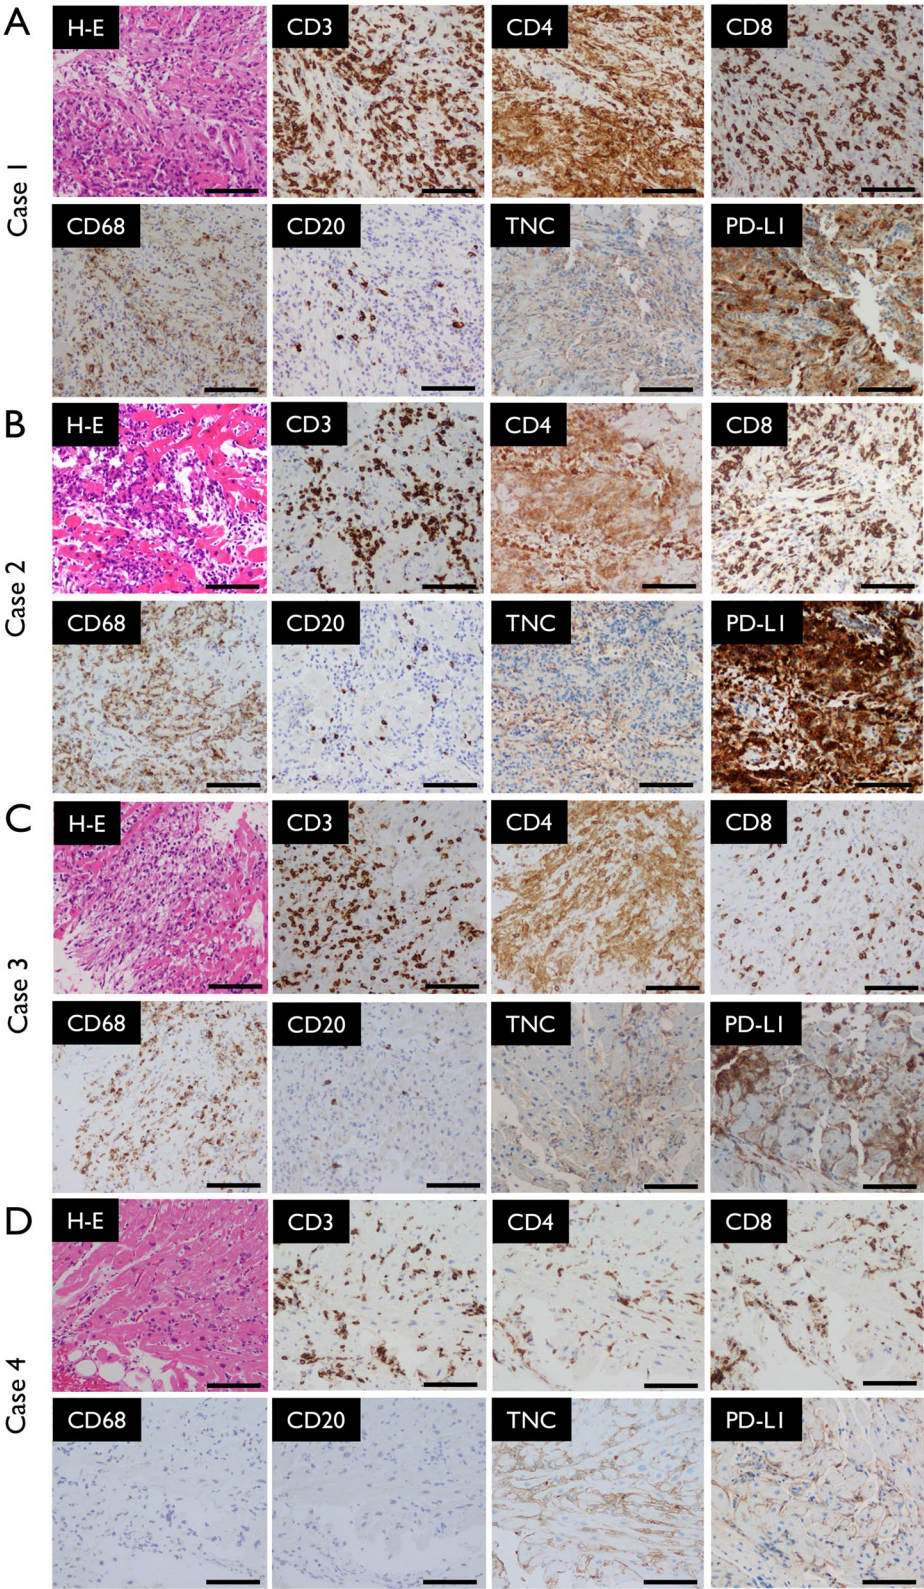 A
Case 1
H-E
CD3
CD4
CD8
CD68
CD20
TNC
PD-L1
B
Case 2
H-E
CD3
CD4
CD8
CD68
CD20
TNC
PD-L1
C
Case 3
H-E
CD3
CD4
CD8
CD68
CD20
TNC
PD-L1
D
Case 4
H-E
CD3
CD4
CD8
CD68
CD20
TNC
PD-L1